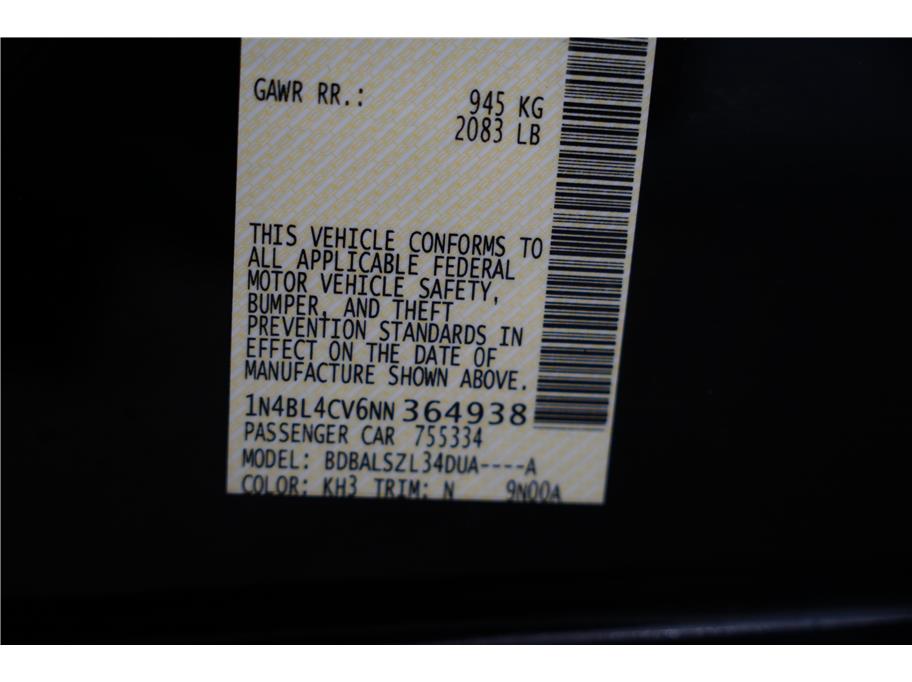 GAWR RR.: 945 KG
2083 LB
THIS VEHICLE CONFORMS TO
ALL APPLICABLE FEDERAL
MOTOR VEHICLE SAFETY,
BUMPER, AND THEFT
PREVENTION STANDARDS IN
EFFECT ON THE DATE OF
MANUFACTURE SHOWN ABOVE.
1N4BL4CV6NN364938
PASSENGER CAR 755334
MODEL: BDBALSZL34DUA----A
COLOR: KH3 TRIM: N 9N00A